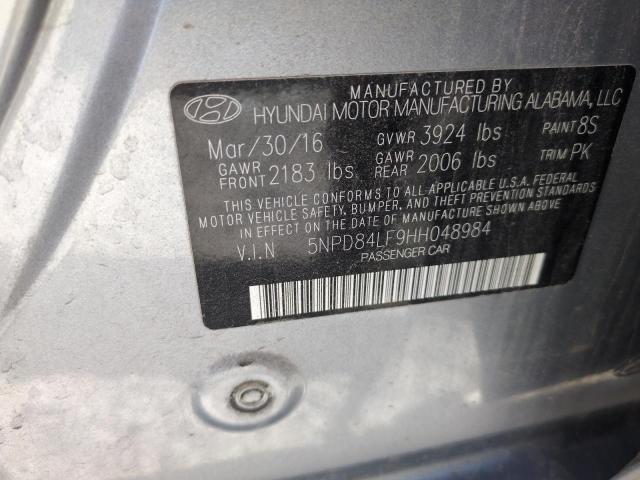 MANUFACTURED BY
HYUNDAI MOTOR MANUFACTURING ALABAMA, LLC
Mar/30/16 GVWR 3924 lbs PAINT 8S
GAWR FRONT 2183 lbs GAWR REAR 2006 lbs TRIM PK
THIS VEHICLE CONFORMS TO ALL APPLICABLE U.S.A. FEDERAL
MOTOR VEHICLE SAFETY, BUMPER, AND THEFT PREVENTION STANDARDS
IN EFFECT ON THE DATE OF MANUFACTURE SHOWN ABOVE.
V.I.N 5NPD84LF9HH048984
PASSENGER CAR